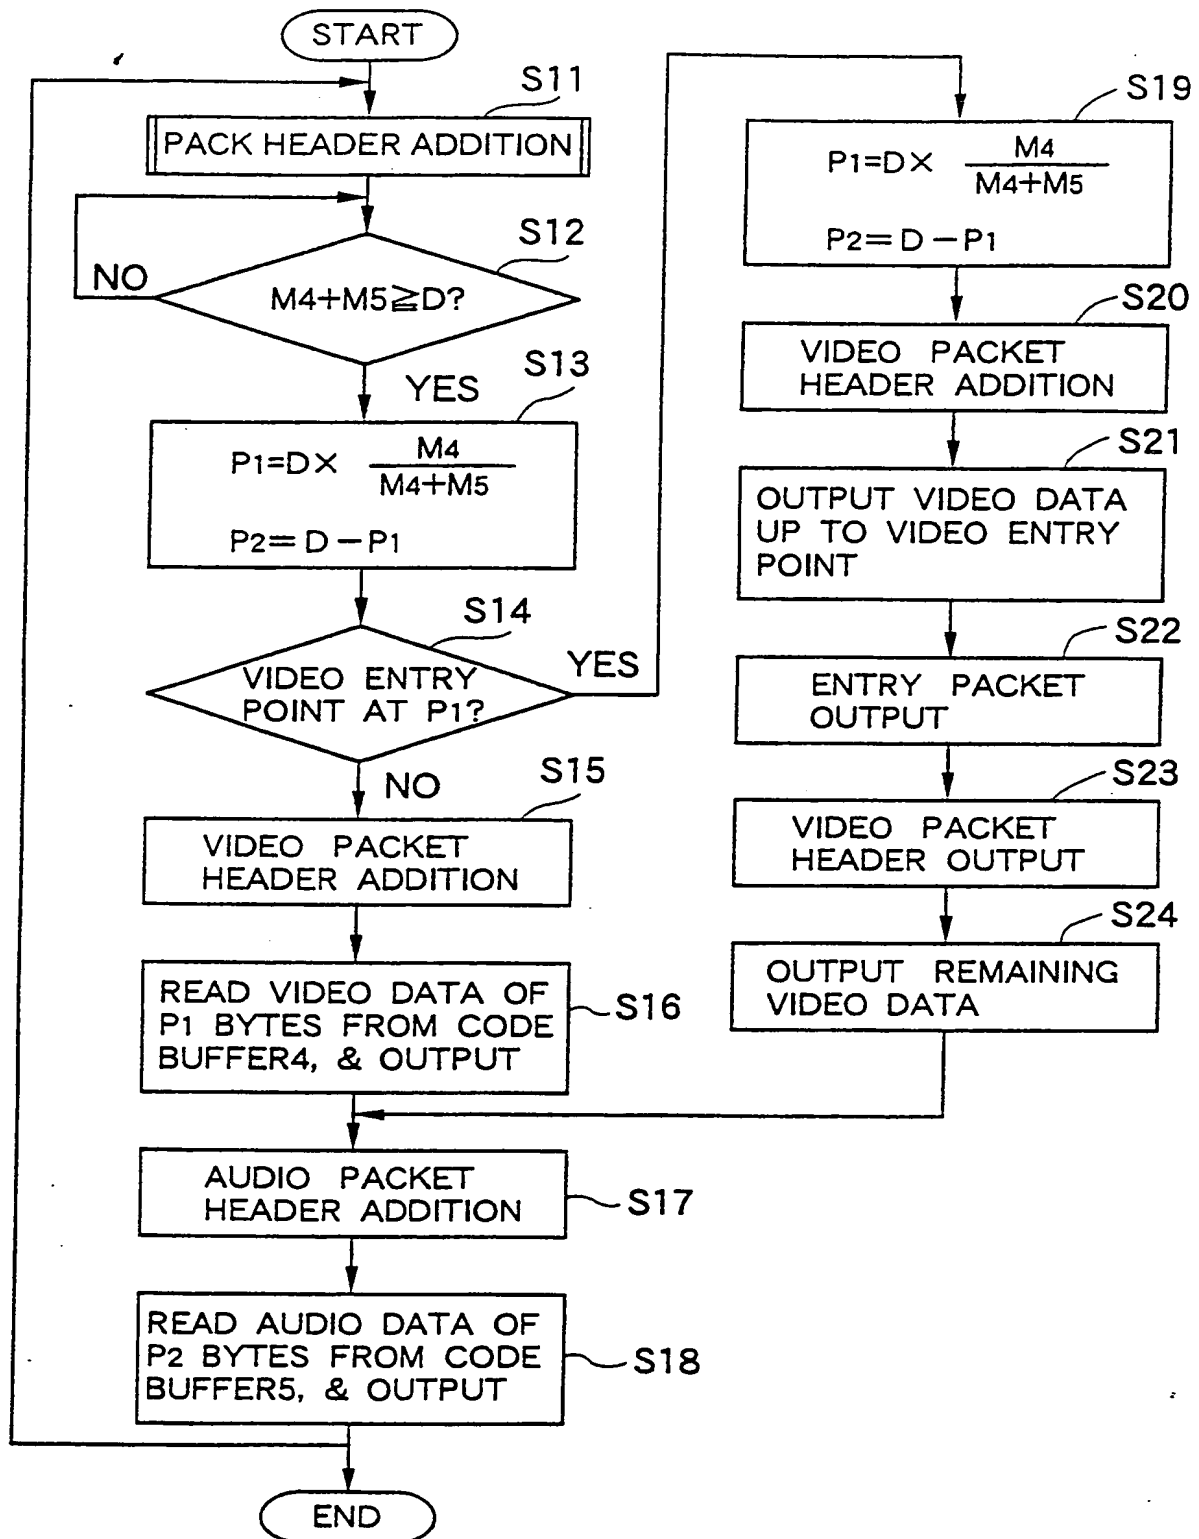 START
S11
PACK HEADER ADDITION
S12
NO
M4+M5≧D?
S13
YES
P1=D× M4
M4+M5
P2=D-P1
S14
VIDEO ENTRY
POINT AT P1?
YES
NO
S15
VIDEO PACKET
HEADER ADDITION
READ VIDEO DATA OF
P1 BYTES FROM CODE
BUFFER4, & OUTPUT
S16
AUDIO PACKET
HEADER ADDITION
S17
READ AUDIO DATA OF
P2 BYTES FROM CODE
BUFFER5, & OUTPUT
S18
END
S19
P1=D× M4
M4+M5
P2=D-P1
S20
VIDEO PACKET
HEADER ADDITION
S21
OUTPUT VIDEO DATA
UP TO VIDEO ENTRY
POINT
S22
ENTRY PACKET
OUTPUT
S23
VIDEO PACKET
HEADER OUTPUT
S24
OUTPUT REMAINING
VIDEO DATA